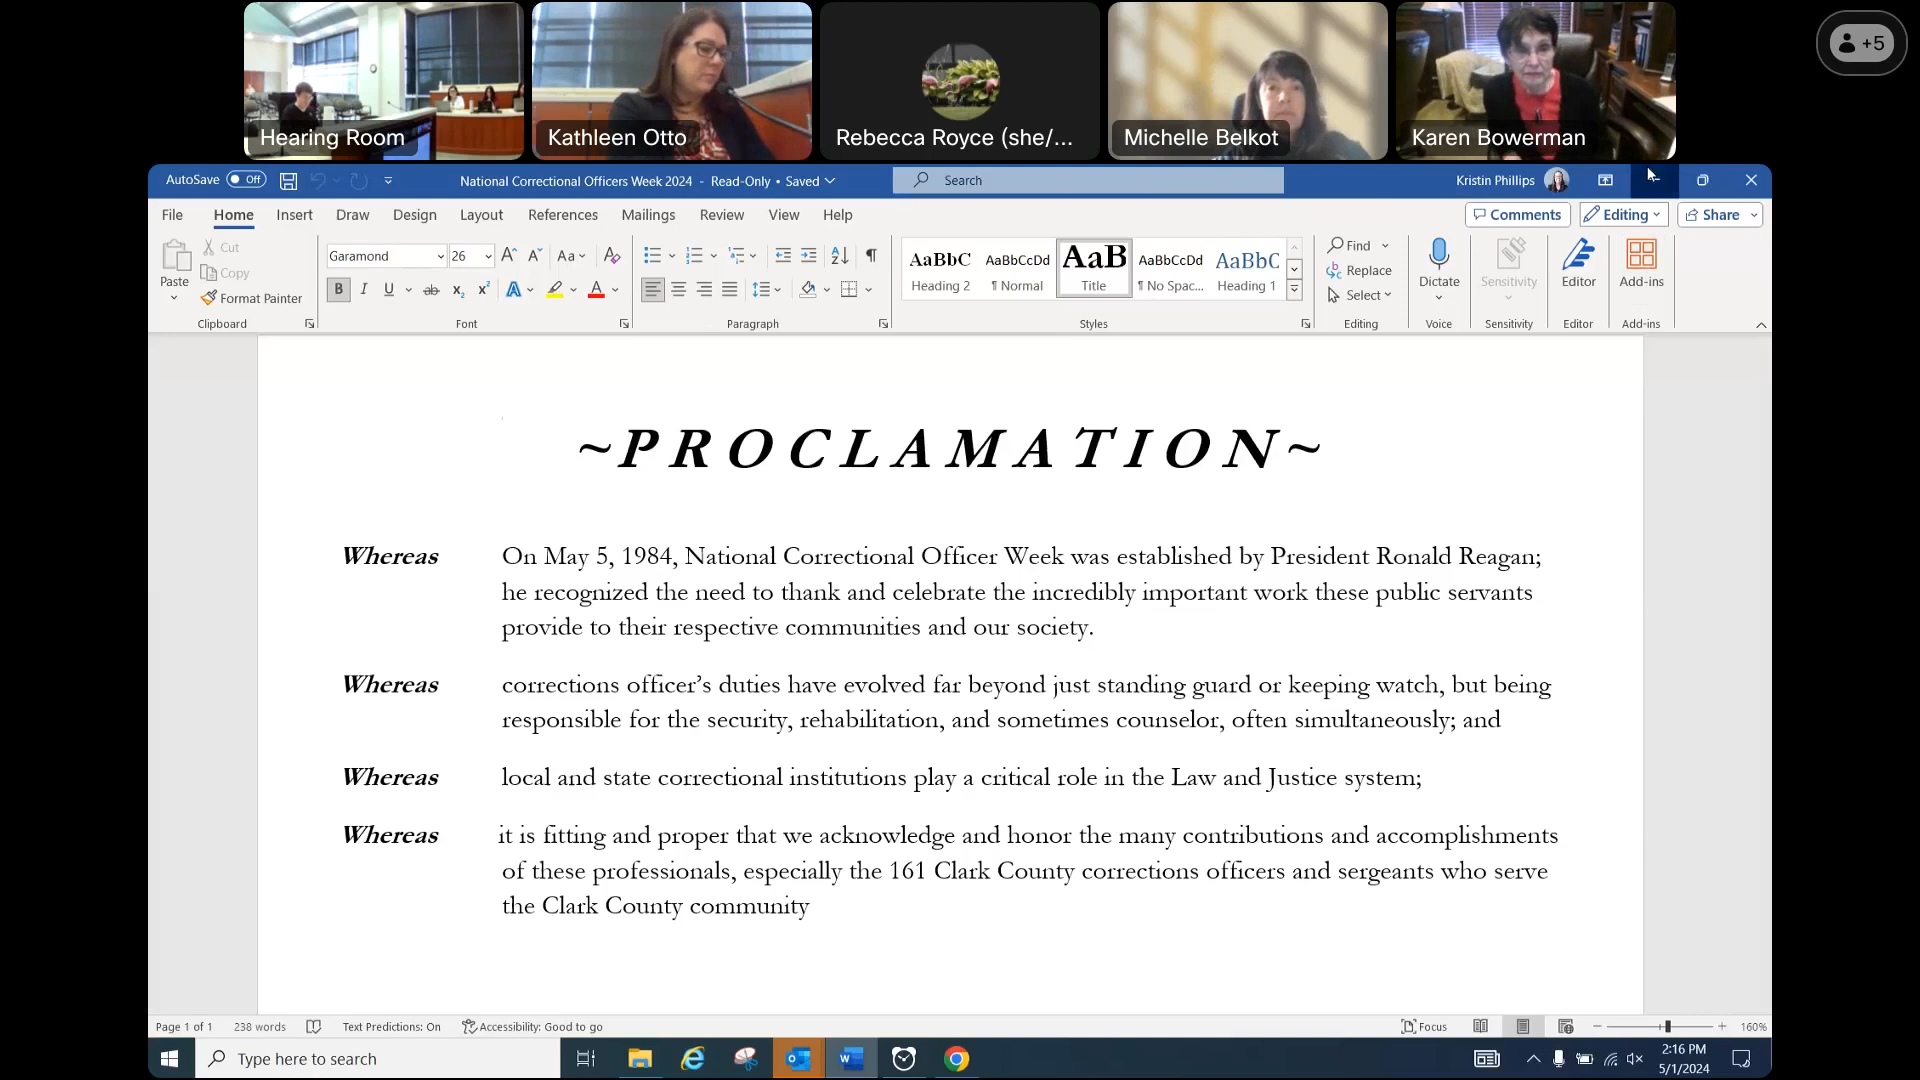 Hearing Room
Kathleen Otto
Rebecca Royce (she/...
Michelle Belkot
Karen Bowerman
+5
AutoSave Off
National Correctional Officers Week 2024 - Read-Only • Saved
Search
Kristin Phillips
File Home Insert Draw Design Layout References Mailings Review View Help
Comments Editing Share
Paste
Cut
Copy
Format Painter
Clipboard
Garamond 26
Font
Paragraph
AaBbC AaBbCcDd AaB AaBbCcDd AaBbC
Heading 2 ¶ Normal Title ¶ No Spac... Heading 1
Styles
Find
Replace
Select
Editing
Dictate
Voice
Sensitivity
Sensitivity
Editor
Editor
Add-ins
Add-ins
~PROCLAMATION~
Whereas On May 5, 1984, National Correctional Officer Week was established by President Ronald Reagan;
he recognized the need to thank and celebrate the incredibly important work these public servants
provide to their respective communities and our society.
Whereas corrections officer’s duties have evolved far beyond just standing guard or keeping watch, but being
responsible for the security, rehabilitation, and sometimes counselor, often simultaneously; and
Whereas local and state correctional institutions play a critical role in the Law and Justice system;
Whereas it is fitting and proper that we acknowledge and honor the many contributions and accomplishments
of these professionals, especially the 161 Clark County corrections officers and sergeants who serve
the Clark County community
Page 1 of 1 238 words Text Predictions: On Accessibility: Good to go Focus 160%
Type here to search
2:16 PM
5/1/2024